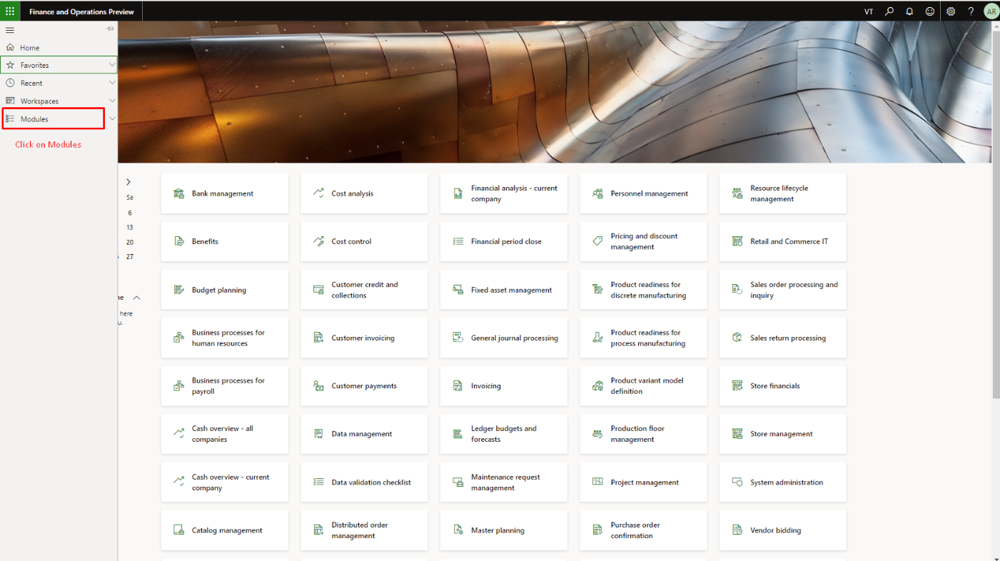 Finance and Operations Preview
VT
?
AR
Home
Favorites
Recent
Workspaces
Modules
Click on Modules
Sa
6
13
20
27
here
Bank management
Cost analysis
Financial analysis - current
company
Personnel management
Resource lifecycle
management
Benefits
Cost control
Financial period close
Pricing and discount
management
Retail and Commerce IT
Budget planning
Customer credit and
collections
Fixed asset management
Product readiness for
discrete manufacturing
Sales order processing and
inquiry
Business processes for
human resources
Customer invoicing
General journal processing
Product readiness for
process manufacturing
Sales return processing
Business processes for
payroll
Customer payments
Invoicing
Product variant model
definition
Store financials
Cash overview - all
companies
Data management
Ledger budgets and
forecasts
Production floor
management
Store management
Cash overview - current
company
Data validation checklist
Maintenance request
management
Project management
System administration
Catalog management
Distributed order
management
Master planning
Purchase order
confirmation
Vendor bidding